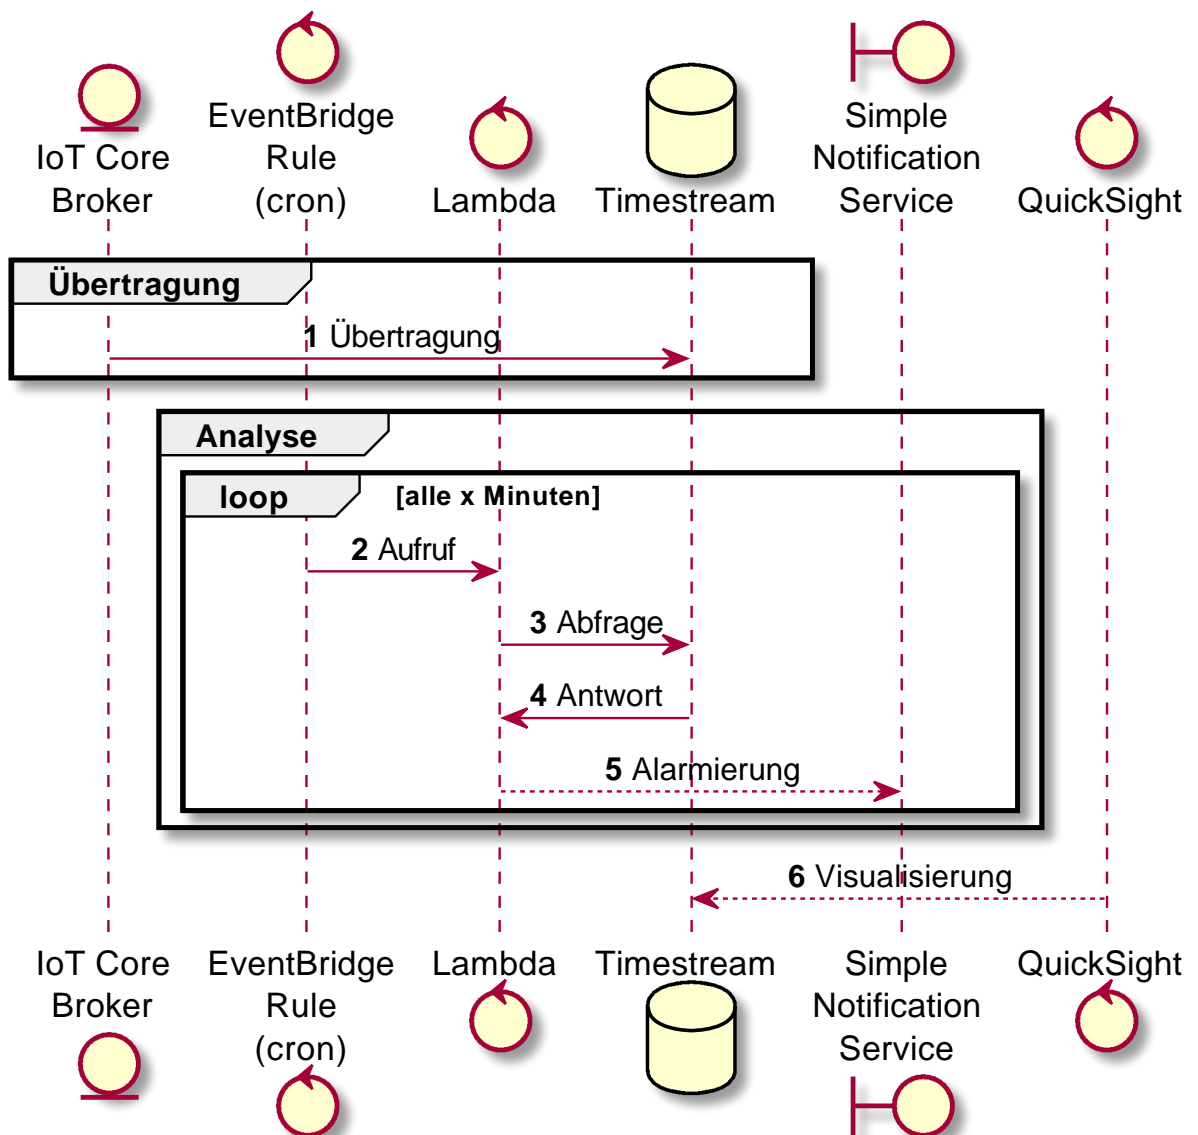 IoT Core
Broker
EventBridge
Rule
(cron)
Lambda
Timestream
Simple
Notification
Service
QuickSight
Übertragung
1 Übertragung
Analyse
loop [alle x Minuten]
2 Aufruf
3 Abfrage
4 Antwort
5 Alarmierung
6 Visualisierung
IoT Core
Broker
EventBridge
Rule
(cron)
Lambda
Timestream
Simple
Notification
Service
QuickSight